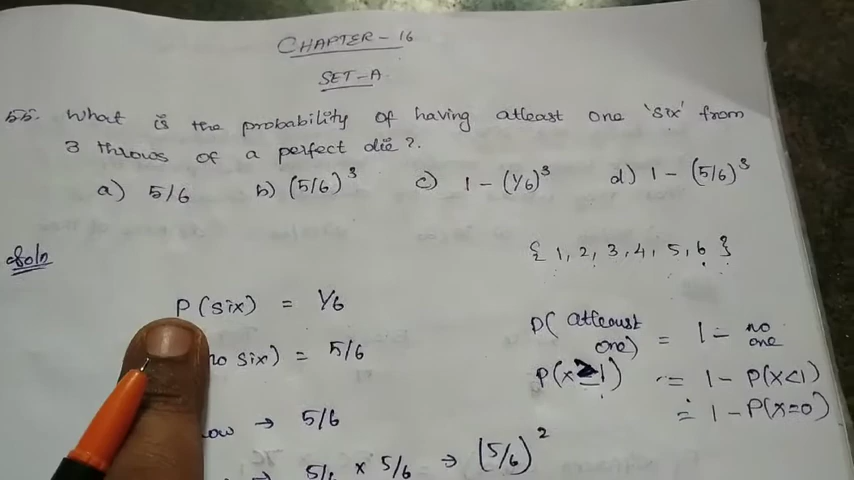 CHAPTER - 16
SET - A
55. What is the probability of having atleast one 'six' from
3 throws of a perfect die ?.
a) 5/6 b) (5/6)³ c) 1 - (1/6)³ d) 1 - (5/6)³
Soln
{ 1, 2, 3, 4, 5, 6 }
P(six) = 1/6
no six) = 5/6
→ 5/6
→ 5/6 × 5/6 → (5/6)²
P( atleast one) = 1 - no one
P(x≥1) = 1 - P(x<1)
= 1 - P(x=0)